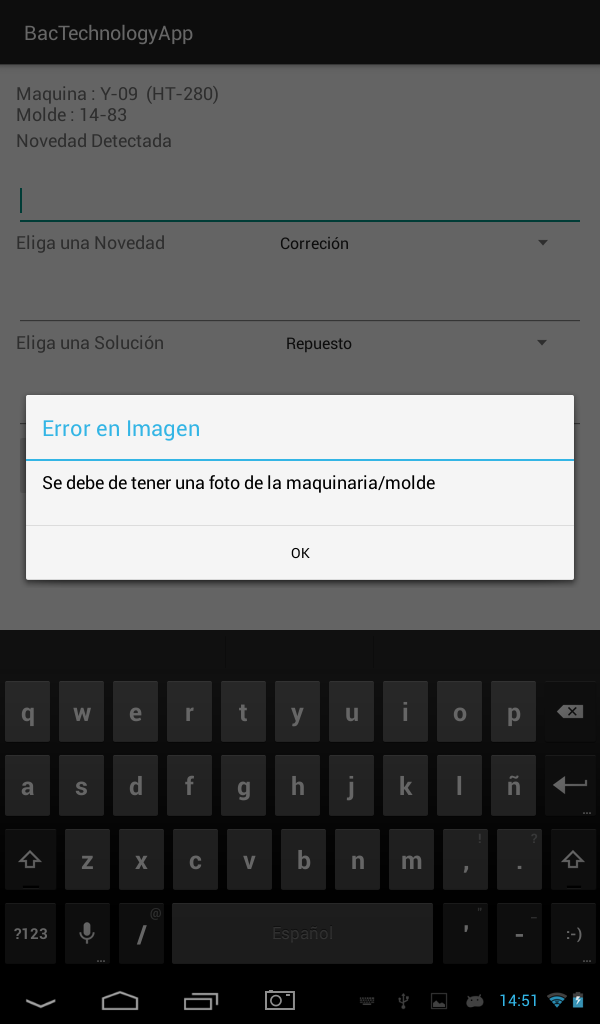 BacTechnologyApp
Maquina : Y-09 (HT-280)
Molde : 14-83
Novedad Detectada
Eliga una Novedad Correción
Eliga una Solución Repuesto
Error en Imagen
Se debe de tener una foto de la maquinaria/molde
OK
q w e r t y u i o p
a s d f g h j k l ñ
...
! ?
z x c v b n m , .
@ " _
?123 / Español ' - :-)
... ...
14:51